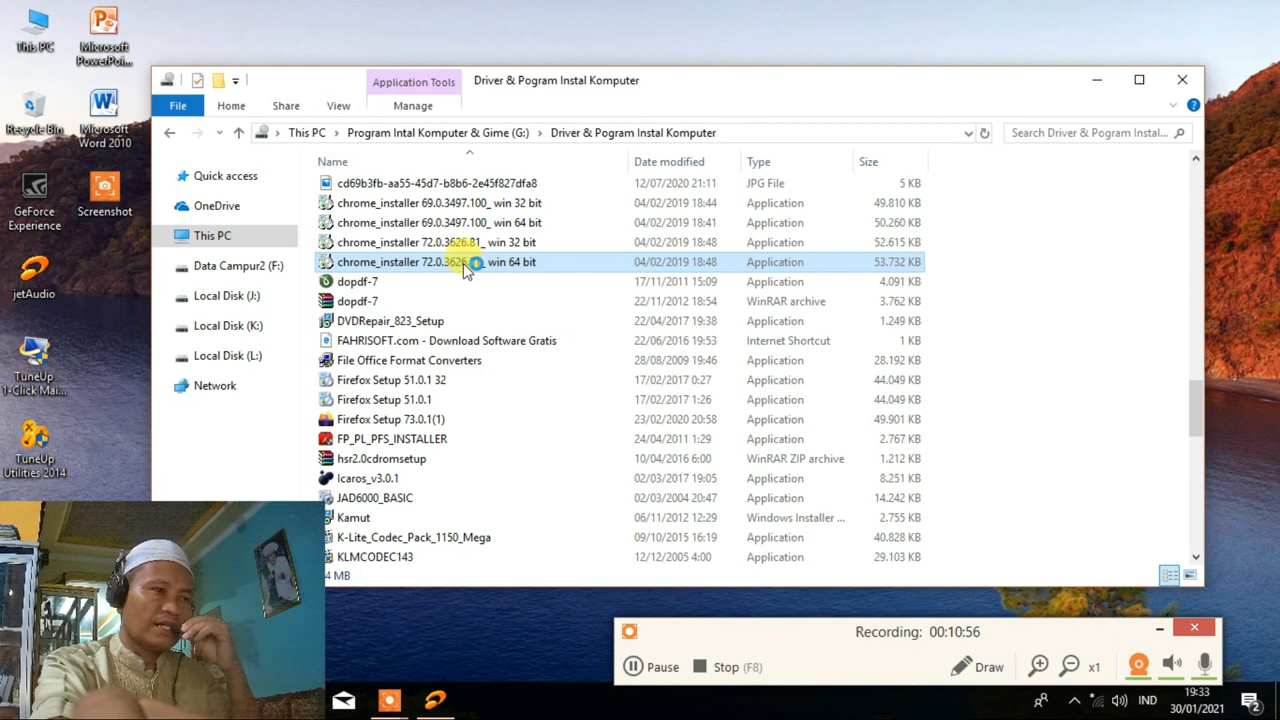 This PC
Microsoft PowerPoi...
Recycle Bin
Microsoft Word 2010
GeForce Experience
Screenshot
jetAudio
TuneUp 1-Click Mai...
TuneUp Utilities 2014
Application Tools
Driver & Pogram Instal Komputer
File Home Share View Manage
This PC > Program Intal Komputer & Gime (G:) > Driver & Pogram Instal Komputer
Search Driver & Pogram Instal...
Quick access
OneDrive
This PC
Data Campur2 (F:)
Local Disk (J:)
Local Disk (K:)
Local Disk (L:)
Network
Name Date modified Type Size
cd69b3fb-aa55-45d7-b8b6-2e45f827dfa8 12/07/2020 21:11 JPG File 5 KB
chrome_installer 69.0.3497.100_ win 32 bit 04/02/2019 18:44 Application 49.810 KB
chrome_installer 69.0.3497.100_ win 64 bit 04/02/2019 18:41 Application 50.260 KB
chrome_installer 72.0.3626.81_ win 32 bit 04/02/2019 18:48 Application 52.615 KB
chrome_installer 72.0.3626. win 64 bit 04/02/2019 18:48 Application 53.732 KB
dopdf-7 17/11/2011 15:09 Application 4.091 KB
dopdf-7 22/11/2012 18:54 WinRAR archive 3.762 KB
DVDRepair_823_Setup 22/04/2017 19:38 Application 1.249 KB
FAHRISOFT.com - Download Software Gratis 22/06/2016 19:53 Internet Shortcut 1 KB
File Office Format Converters 28/08/2009 19:46 Application 28.192 KB
Firefox Setup 51.0.1 32 17/02/2017 0:27 Application 44.049 KB
Firefox Setup 51.0.1 17/02/2017 1:26 Application 44.049 KB
Firefox Setup 73.0.1(1) 23/02/2020 20:58 Application 49.901 KB
FP_PL_PFS_INSTALLER 24/04/2011 1:29 Application 2.767 KB
hsr2.0cdromsetup 10/04/2016 6:00 WinRAR ZIP archive 1.212 KB
Icaros_v3.0.1 02/03/2017 19:05 Application 8.251 KB
JAD6000_BASIC 02/03/2004 20:47 Application 14.242 KB
Kamut 06/11/2012 12:29 Windows Installer ... 2.755 KB
K-Lite_Codec_Pack_1150_Mega 09/10/2015 16:19 Application 40.828 KB
KLMCODEC143 12/12/2005 4:00 Application 29.103 KB
4 MB
Recording: 00:10:56
Pause Stop (F8) Draw x1
IND
19:33
30/01/2021
2